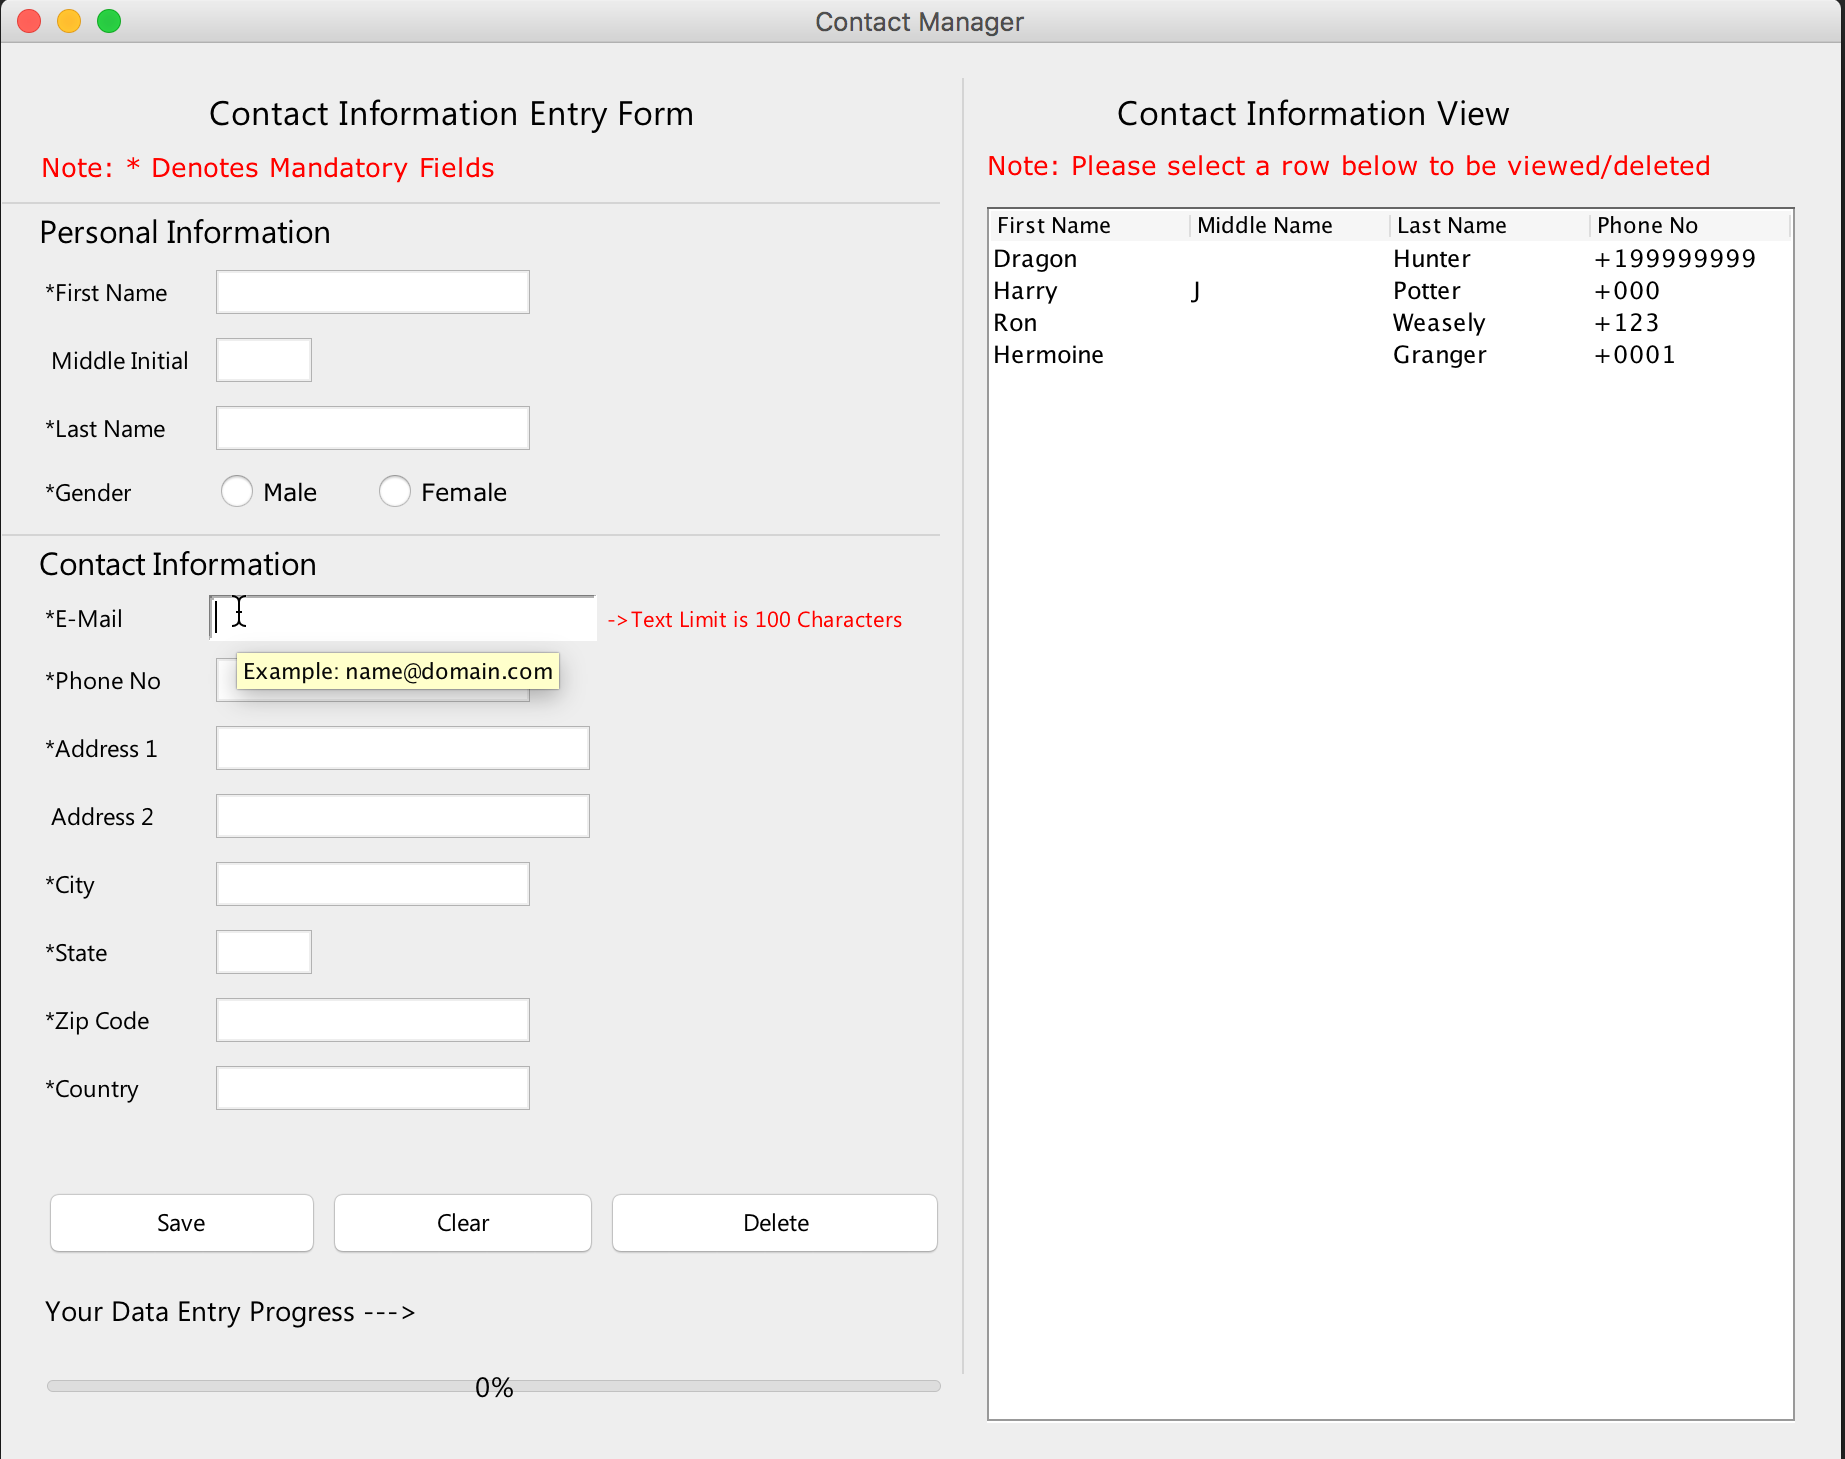 Contact Manager
Contact Information Entry Form
Note: * Denotes Mandatory Fields
Personal Information
*First Name
Middle Initial
*Last Name
*Gender Male Female
Contact Information
*E-Mail ->Text Limit is 100 Characters
Example: name@domain.com
*Phone No
*Address 1
Address 2
*City
*State
*Zip Code
*Country
Save Clear Delete
Your Data Entry Progress --->
0%
Contact Information View
Note: Please select a row below to be viewed/deleted
First Name Middle Name Last Name Phone No
Dragon Hunter +199999999
Harry J Potter +000
Ron Weasely +123
Hermoine Granger +0001